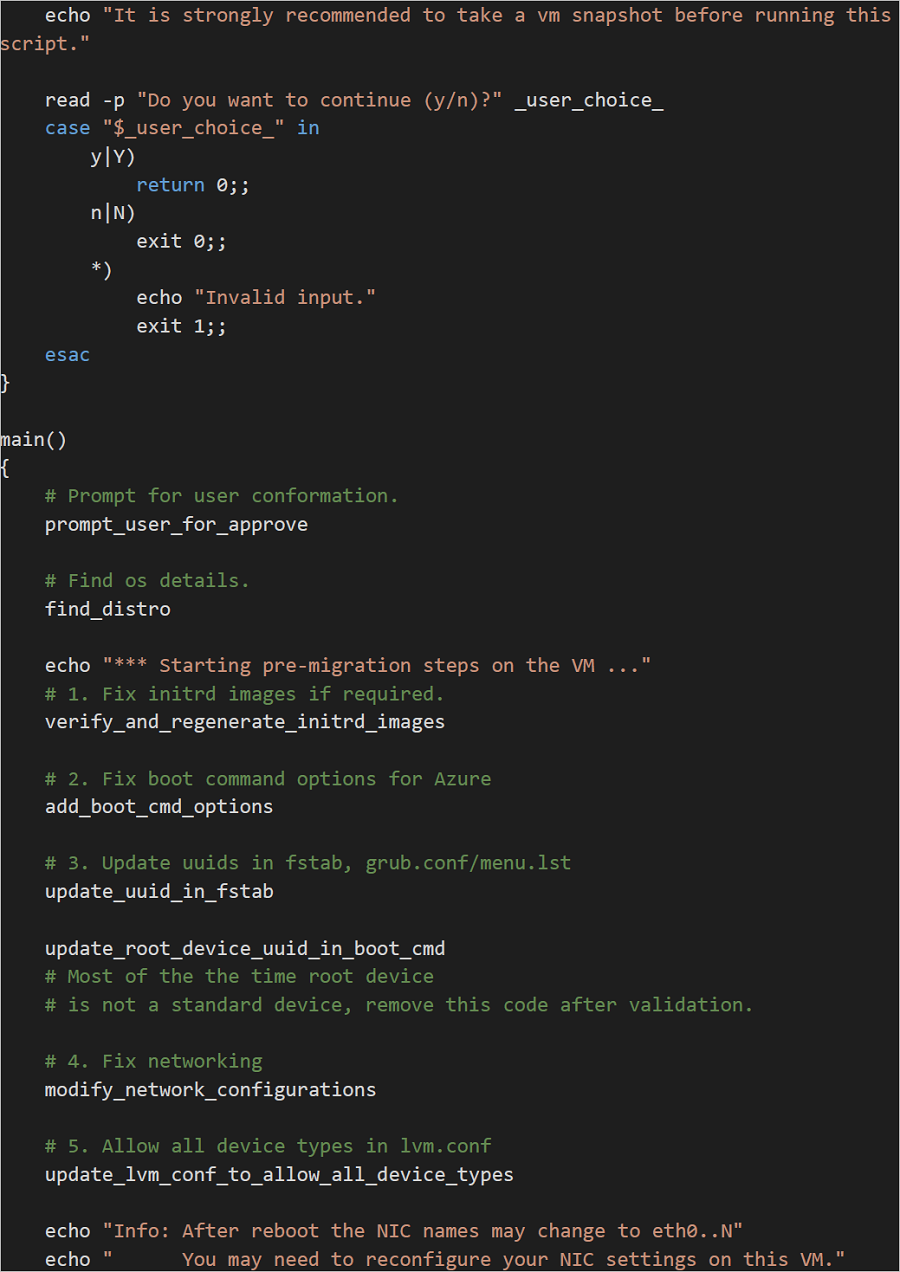 echo "It is strongly recommended to take a vm snapshot before running this
script."

    read -p "Do you want to continue (y/n)?" _user_choice_
    case "$_user_choice_" in
        y|Y)
            return 0;;
        n|N)
            exit 0;;
        *)
            echo "Invalid input."
            exit 1;;
    esac
}

main()
{
    # Prompt for user conformation.
    prompt_user_for_approve

    # Find os details.
    find_distro

    echo "*** Starting pre-migration steps on the VM ..."
    # 1. Fix initrd images if required.
    verify_and_regenerate_initrd_images

    # 2. Fix boot command options for Azure
    add_boot_cmd_options

    # 3. Update uuids in fstab, grub.conf/menu.lst
    update_uuid_in_fstab

    update_root_device_uuid_in_boot_cmd
    # Most of the the time root device
    # is not a standard device, remove this code after validation.

    # 4. Fix networking
    modify_network_configurations

    # 5. Allow all device types in lvm.conf
    update_lvm_conf_to_allow_all_device_types

    echo "Info: After reboot the NIC names may change to eth0..N"
    echo "      You may need to reconfigure your NIC settings on this VM."